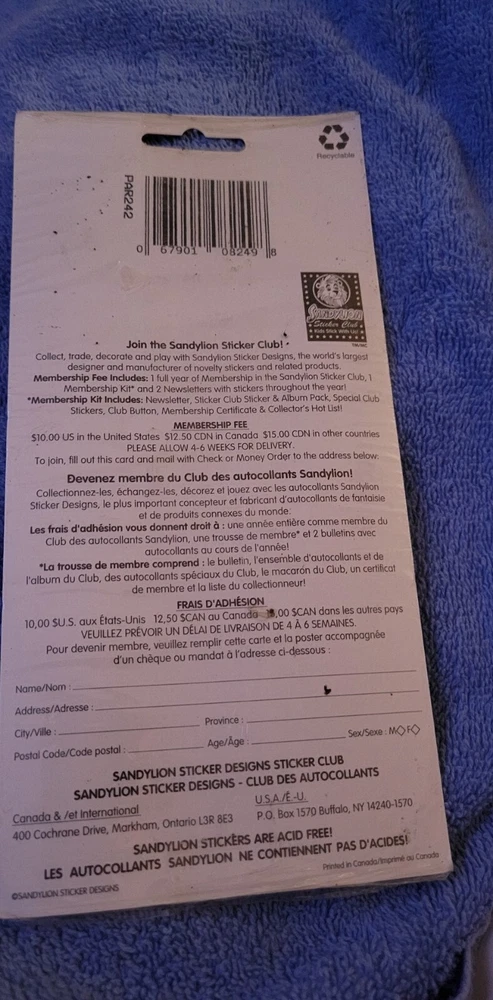 Recyclable
PAR242
0 67901 08249 8
Sandylion
Sticker Club
Kids Stick With Us!
Join the Sandylion Sticker Club!
Collect, trade, decorate and play with Sandylion Sticker Designs, the world's largest
designer and manufacturer of novelty stickers and related products.
Membership Fee Includes: 1 full year of Membership in the Sandylion Sticker Club, 1
Membership Kit* and 2 Newsletters with stickers throughout the year!
*Membership Kit Includes: Newsletter, Sticker Club Sticker & Album Pack, Special Club
Stickers, Club Button, Membership Certificate & Collector's Hot List!
MEMBERSHIP FEE
$10.00 US in the United States $12.50 CDN in Canada $15.00 CDN in other countries
PLEASE ALLOW 4-6 WEEKS FOR DELIVERY.
To join, fill out this card and mail with Check or Money Order to the address below:
Devenez membre du Club des autocollants Sandylion!
Collectionnez-les, échangez-les, décorez et jouez avec les autocollants Sandylion
Sticker Designs, le plus important concepteur et fabricant d'autocollants de fantaisie
et de produits connexes du monde.
Les frais d'adhésion vous donnent droit à : une année entière comme membre du
Club des autocollants Sandylion, une trousse de membre* et 2 bulletins avec
autocollants au cours de l'année!
*La trousse de membre comprend : le bulletin, l'ensemble d'autocollants et de
l'album du Club, des autocollants spéciaux du Club, le macaron du Club, un certificat
de membre et la liste du collectionneur!
FRAIS D'ADHÉSION
10,00 $U.S. aux États-Unis 12,50 $CAN au Canada ,00 $CAN dans les autres pays
VEUILLEZ PRÉVOIR UN DÉLAI DE LIVRAISON DE 4 À 6 SEMAINES.
Pour devenir membre, veuillez remplir cette carte et la poster accompagnée
d'un chèque ou mandat à l'adresse ci-dessous :
Name/Nom :
Address/Adresse :
City/Ville : Province :
Postal Code/Code postal : Age/Âge : Sex/Sexe : M◇ F◇
SANDYLION STICKER DESIGNS STICKER CLUB
SANDYLION STICKER DESIGNS - CLUB DES AUTOCOLLANTS
Canada & /et International U.S.A./É.-U.
400 Cochrane Drive, Markham, Ontario L3R 8E3 P.O. Box 1570 Buffalo, NY 14240-1570
SANDYLION STICKERS ARE ACID FREE!
LES AUTOCOLLANTS SANDYLION NE CONTIENNENT PAS D'ACIDES!
©SANDYLION STICKER DESIGNS Printed in Canada/Imprimé au Canada